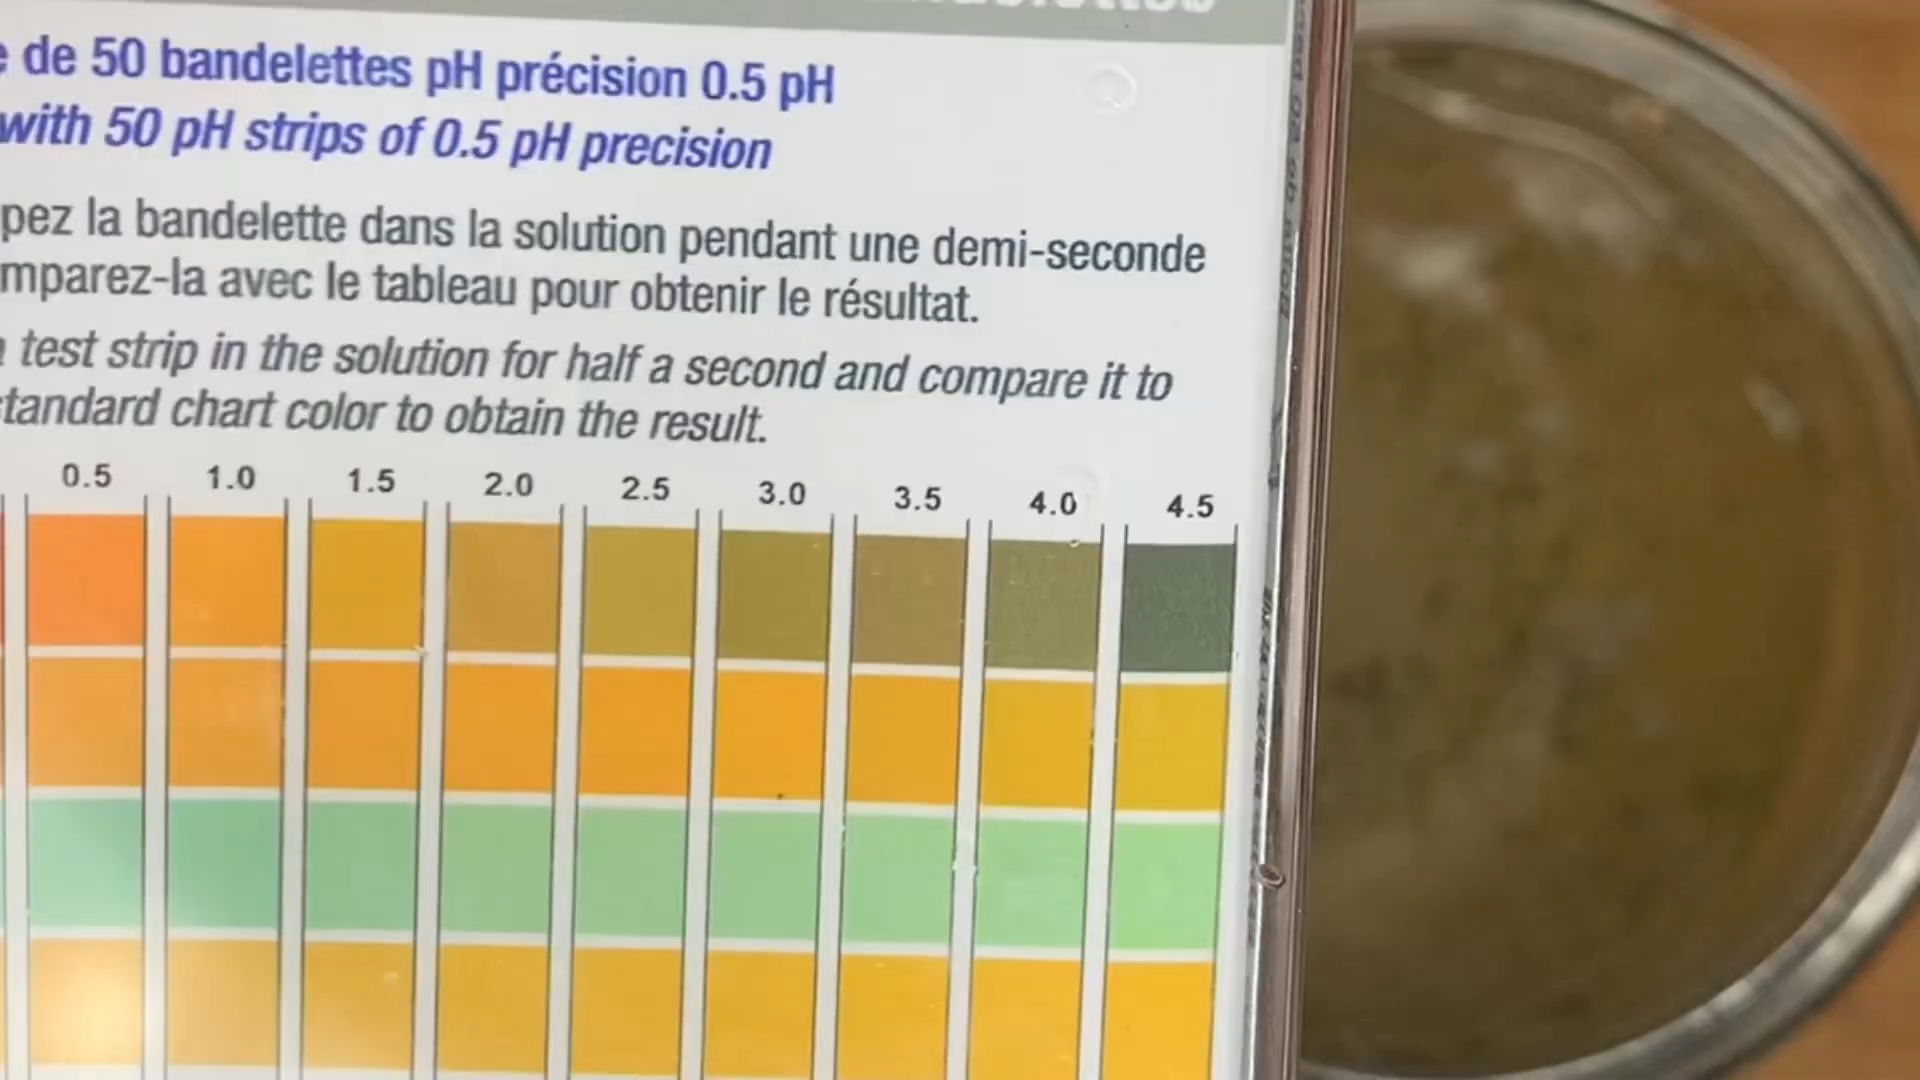 de 50 bandelettes pH précision 0.5 pH
with 50 pH strips of 0.5 pH precision
pez la bandelette dans la solution pendant une demi-seconde
mparez-la avec le tableau pour obtenir le résultat.
test strip in the solution for half a second and compare it to
tandard chart color to obtain the result.
0.5 1.0 1.5 2.0 2.5 3.0 3.5 4.0 4.5